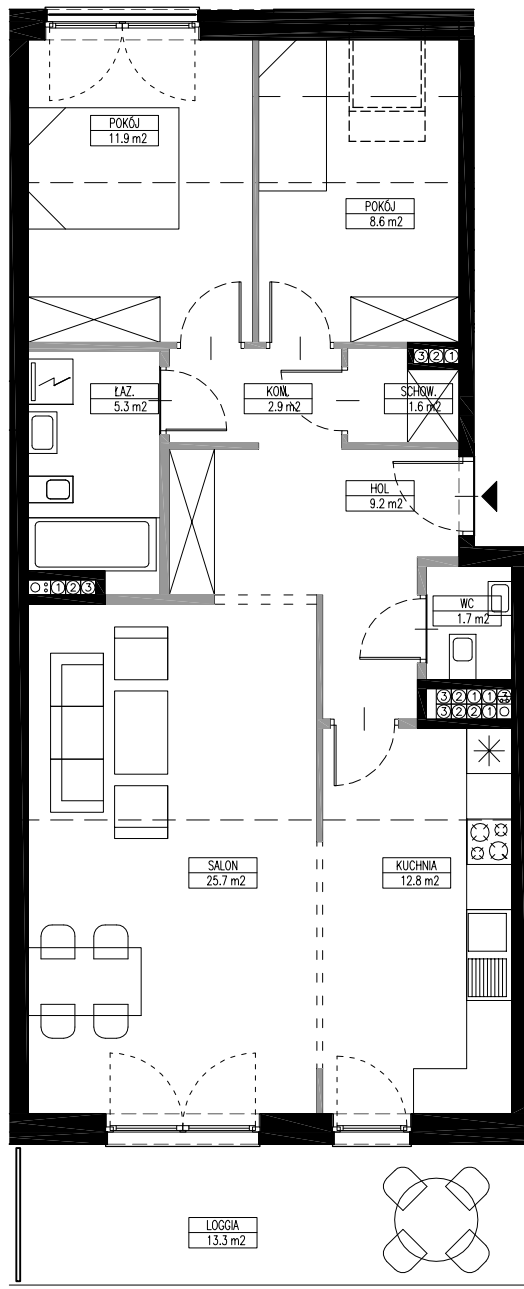 POKÓJ
11.9 m2
POKÓJ
8.6 m2
3 2 1
ŁAZ.
5.3 m2
KOM.
2.9 m2
SCHOW.
1.6 m2
HOL
9.2 m2
1 2 3
WC
1.7 m2
3 2 1 1
3 2 2 1
SALON
25.7 m2
KUCHNIA
12.8 m2
LOGGIA
13.3 m2